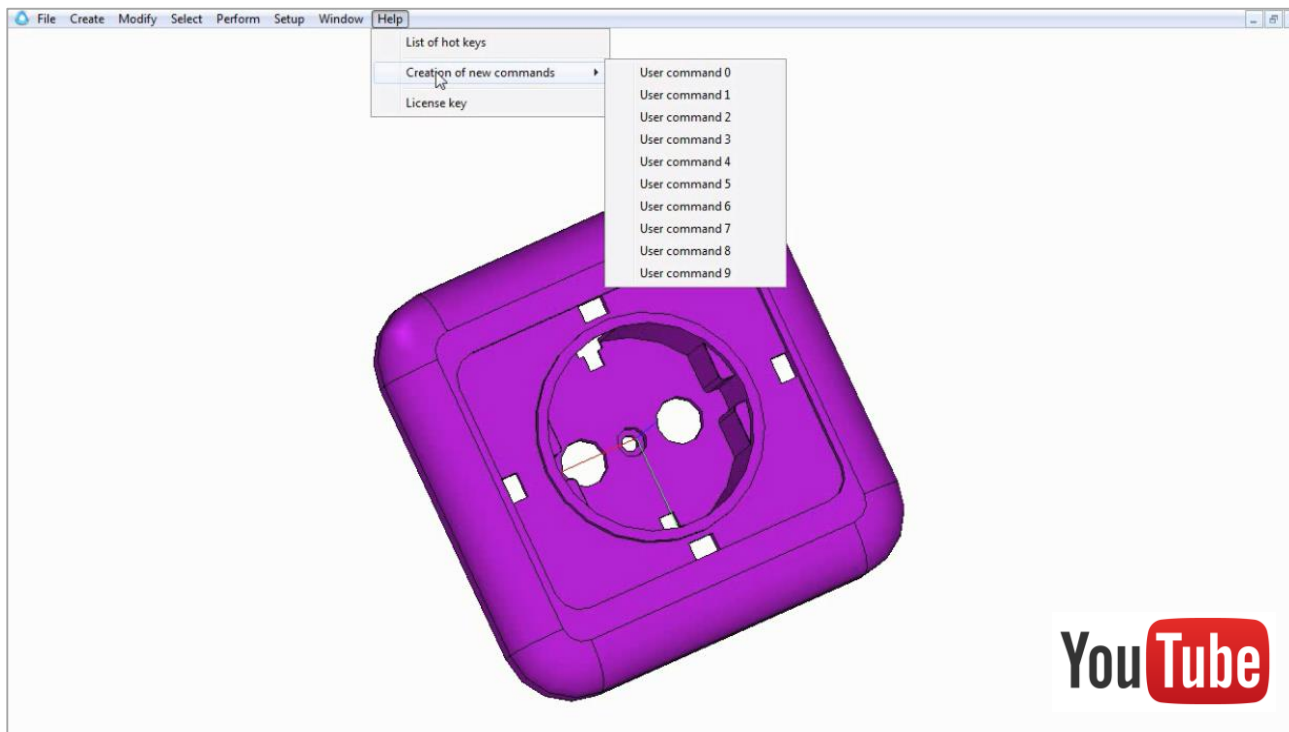 File Create Modify Select Perform Setup Window Help
List of hot keys
Creation of new commands
License key
User command 0
User command 1
User command 2
User command 3
User command 4
User command 5
User command 6
User command 7
User command 8
User command 9
YouTube